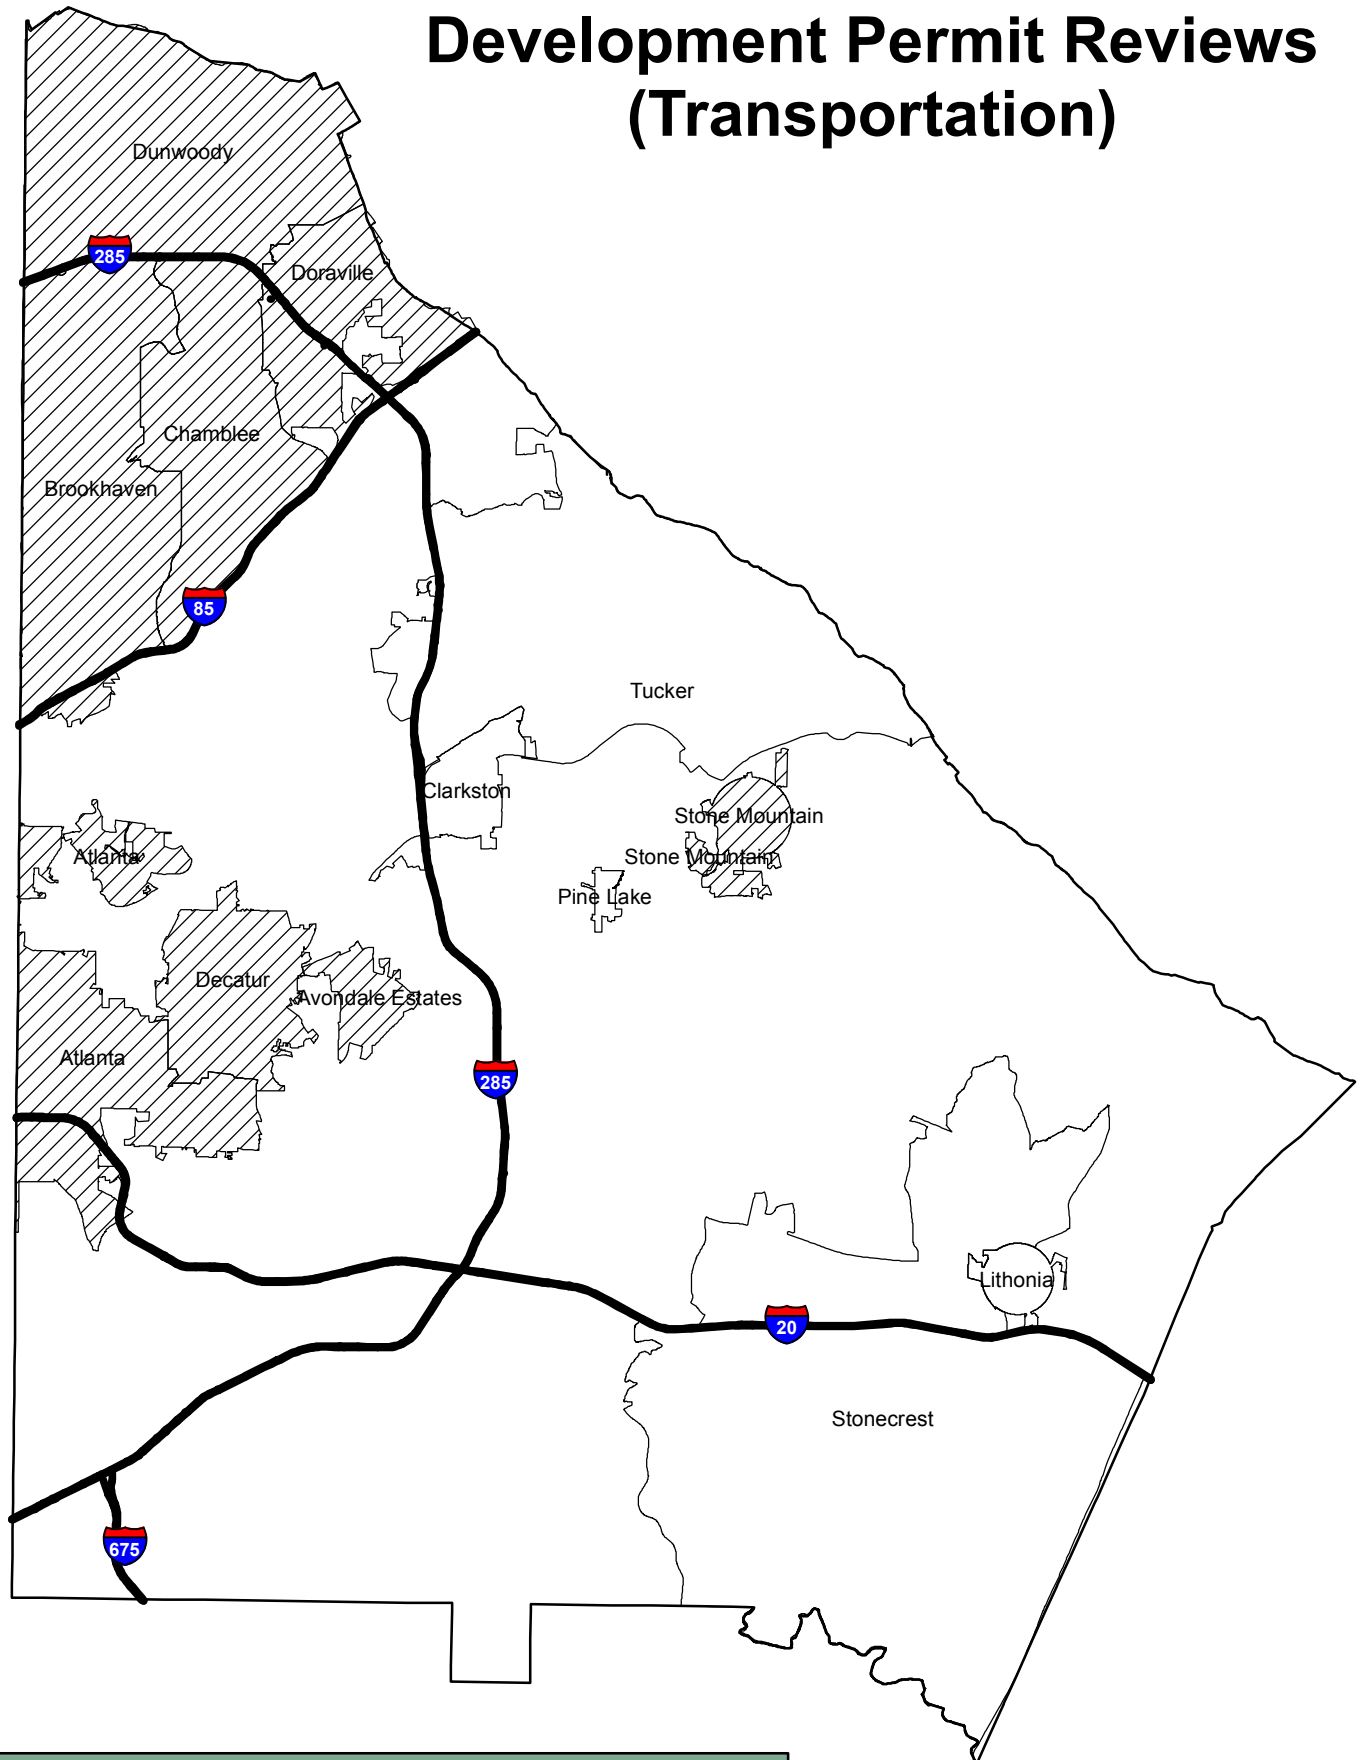 Development Permit Reviews
(Transportation)
Dunwoody
285
Doraville
Chamblee
Brookhaven
85
Tucker
Clarkston
Stone Mountain
Atlanta
Stone Mountain
Pine Lake
Decatur
Avondale Estates
Atlanta
285
Lithonia
20
Stonecrest
675